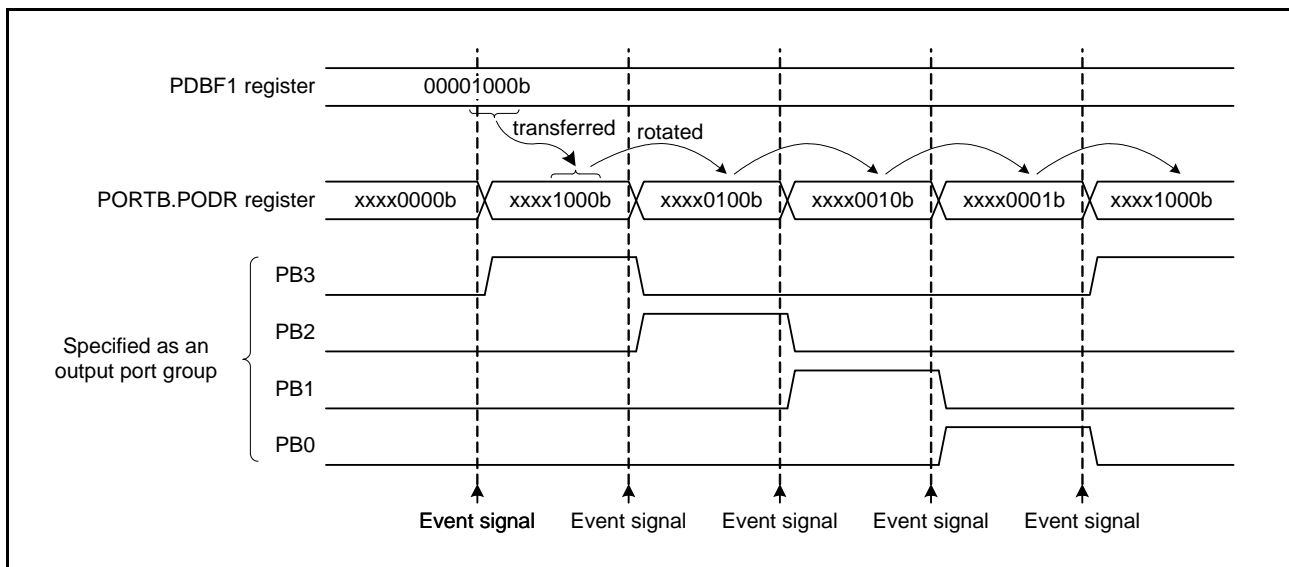 PDBF1 register
00001000b
transferred
rotated
PORTB.PODR register
xxxx0000b
xxxx1000b
xxxx0100b
xxxx0010b
xxxx0001b
xxxx1000b
Specified as an
output port group
PB3
PB2
PB1
PB0
Event signal
Event signal
Event signal
Event signal
Event signal